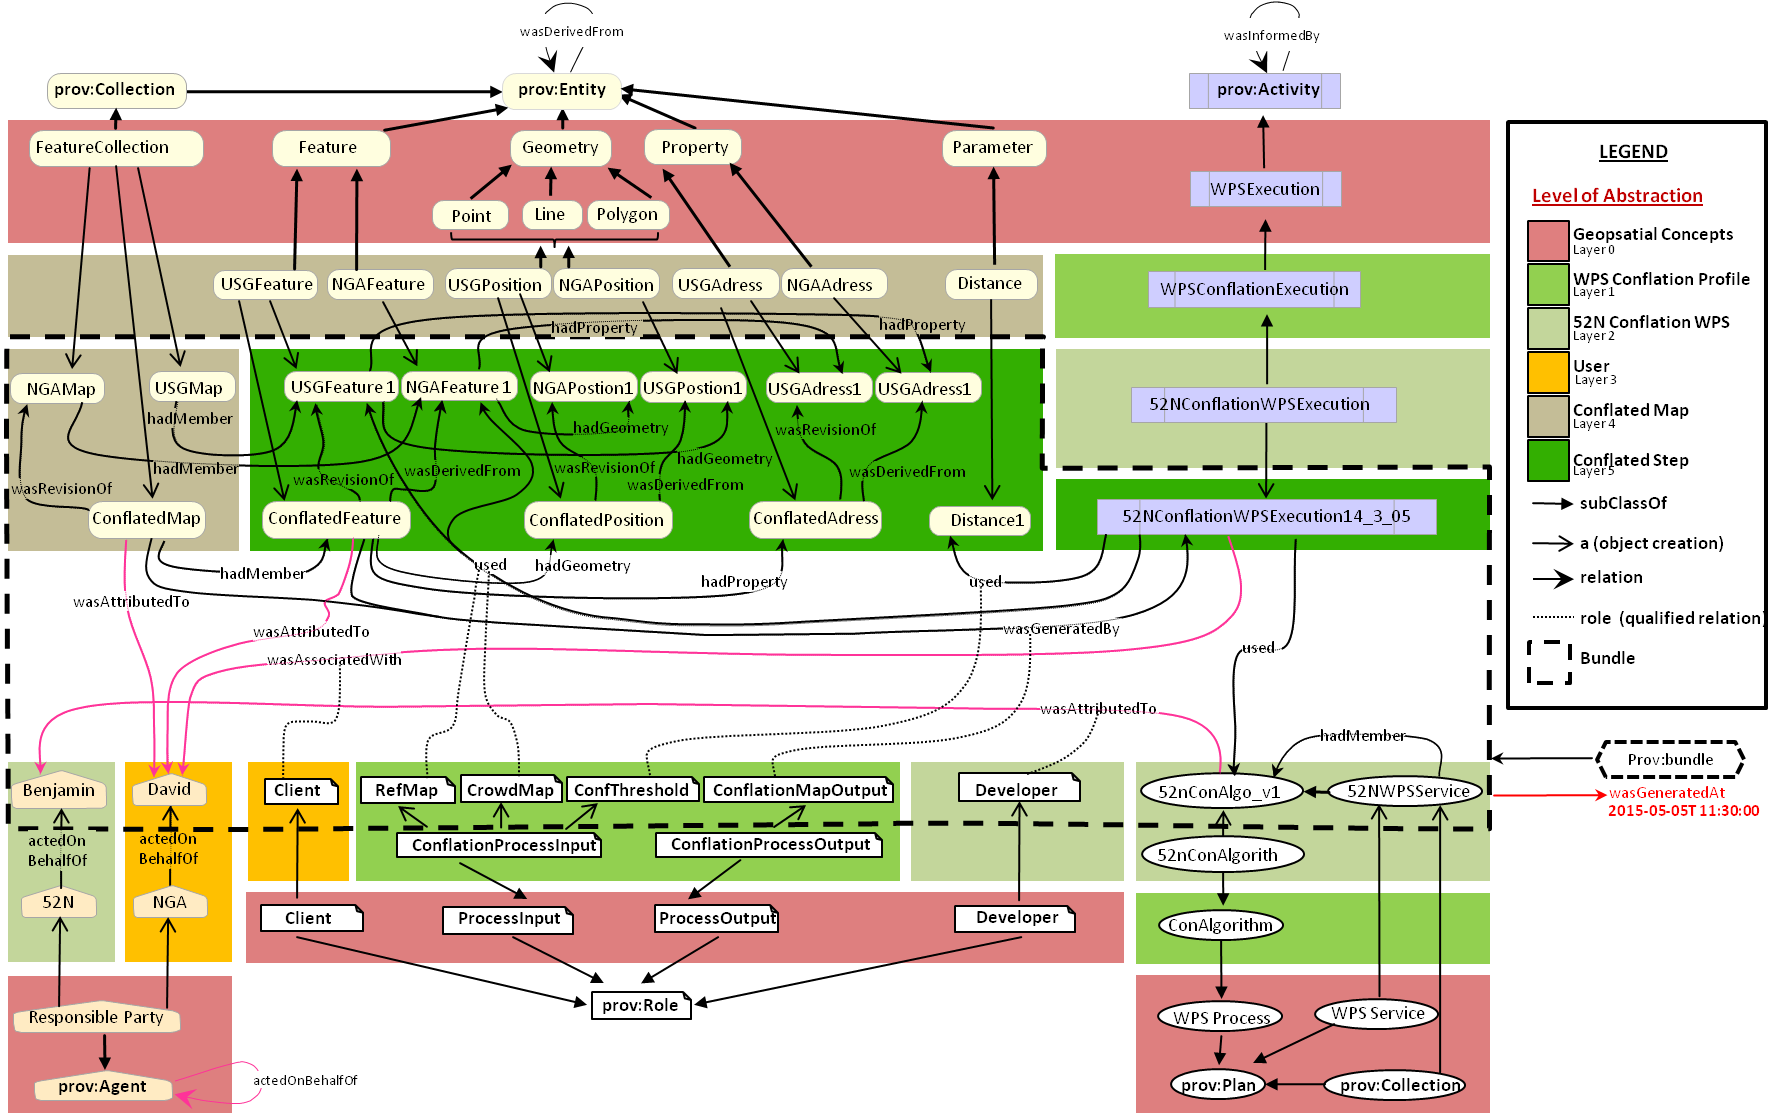 wasDerivedFrom
wasInformedBy
prov:Collection
prov:Entity
prov:Activity
FeatureCollection
Feature
Geometry
Property
Parameter
WPSExecution
Point
Line
Polygon
USGFeature
NGAFeature
USGPosition
NGAPosition
USGAdress
NGAAdress
Distance
WPSConflationExecution
hadProperty
hadProperty
NGAMap
USGMap
USGFeature1
NGAFeature1
NGAPostion1
USGPostion1
USGAdress1
USGAdress1
52NConflationWPSExecution
hadMember
hadGeometry
wasRevisionOf
hadMember
hadGeometry
wasRevisionOf
wasRevisionOf
wasDerivedFrom
wasRevisionOf
wasDerivedFrom
wasDerivedFrom
ConflatedMap
ConflatedFeature
ConflatedPosition
ConflatedAdress
Distance1
52NConflationWPSExecution14_3_05
hadMember
used
hadGeometry
hadProperty
used
wasAttributedTo
wasAttributedTo
wasGeneratedBy
wasAssociatedWith
used
wasAttributedTo
hadMember
Benjamin
David
Client
RefMap
CrowdMap
ConfThreshold
ConflationMapOutput
Developer
52nConAlgo_v1
52NWPSService
actedOn
BehalfOf
actedOn
BehalfOf
ConflationProcessInput
ConflationProcessOutput
52nConAlgorith
52N
NGA
Client
ProcessInput
ProcessOutput
Developer
ConAlgorithm
prov:Role
Responsible Party
WPS Process
WPS Service
prov:Agent
actedOnBehalfOf
prov:Plan
prov:Collection
LEGEND
Level of Abstraction
Geopsatial Concepts
Layer 0
WPS Conflation Profile
Layer 1
52N Conflation WPS
Layer 2
User
Layer 3
Conflated Map
Layer 4
Conflated Step
Layer 5
subClassOf
a (object creation)
relation
role (qualified relation)
Bundle
Prov:bundle
wasGeneratedAt
2015-05-05T 11:30:00